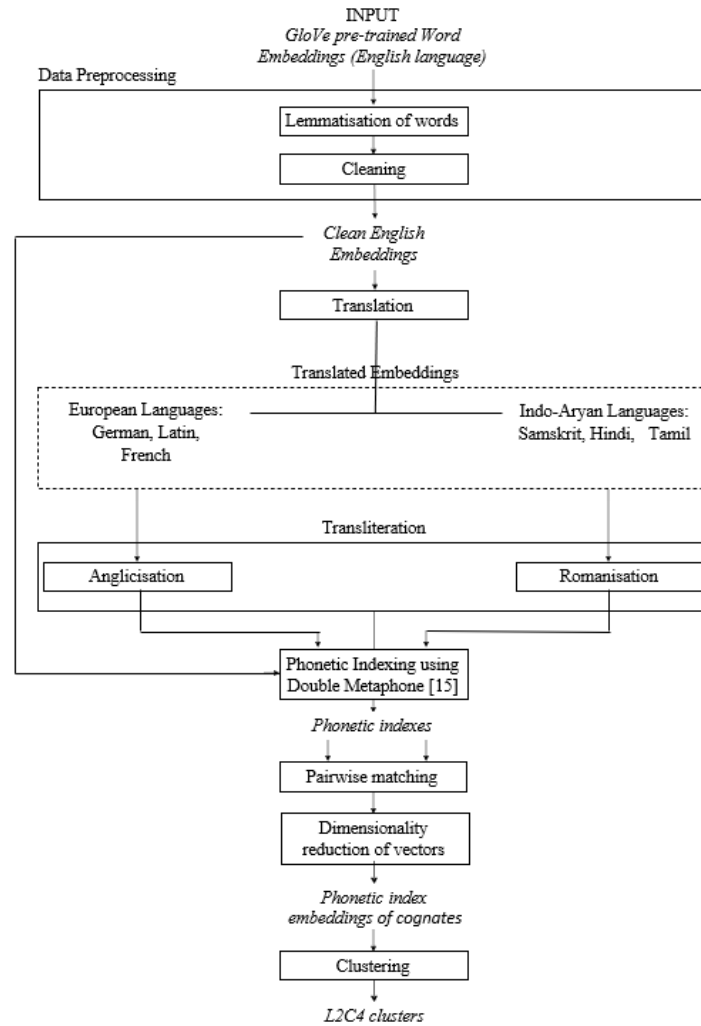 INPUT
GloVe pre-trained Word
Embeddings (English language)
Data Preprocessing
Lemmatisation of words
Cleaning
Clean English
Embeddings
Translation
Translated Embeddings
European Languages:
German, Latin,
French
Indo-Aryan Languages:
Samskrit, Hindi, Tamil
Transliteration
Anglicisation
Romanisation
Phonetic Indexing using
Double Metaphone [15]
Phonetic indexes
Pairwise matching
Dimensionality
reduction of vectors
Phonetic index
embeddings of cognates
Clustering
L2C4 clusters